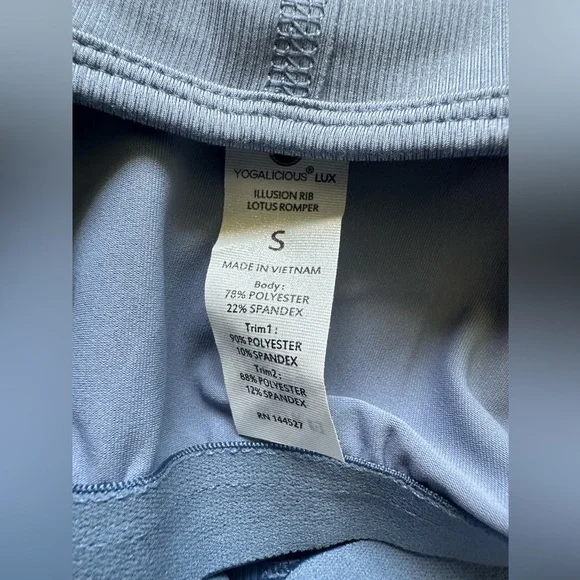 YOGALICIOUS® LUX
ILLUSION RIB
LOTUS ROMPER
S
MADE IN VIETNAM
Body:
78% POLYESTER
22% SPANDEX
Trim1:
90% POLYESTER
10% SPANDEX
Trim2:
88% POLYESTER
12% SPANDEX
RN 144527